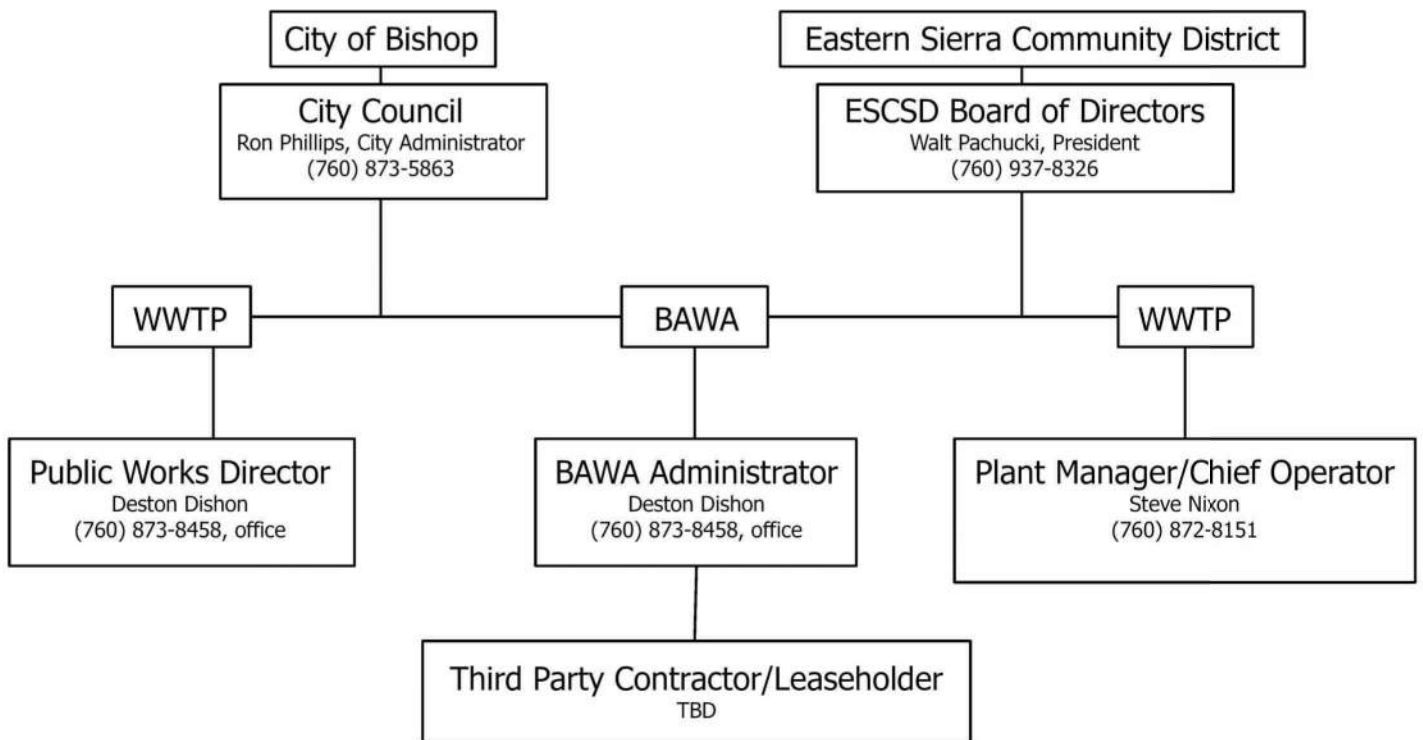 City of Bishop
City Council
Ron Phillips, City Administrator
(760) 873-5863
Eastern Sierra Community District
ESCSD Board of Directors
Walt Pachucki, President
(760) 937-8326
WWTP
BAWA
WWTP
Public Works Director
Deston Dishon
(760) 873-8458, office
BAWA Administrator
Deston Dishon
(760) 873-8458, office
Plant Manager/Chief Operator
Steve Nixon
(760) 872-8151
Third Party Contractor/Leaseholder
TBD